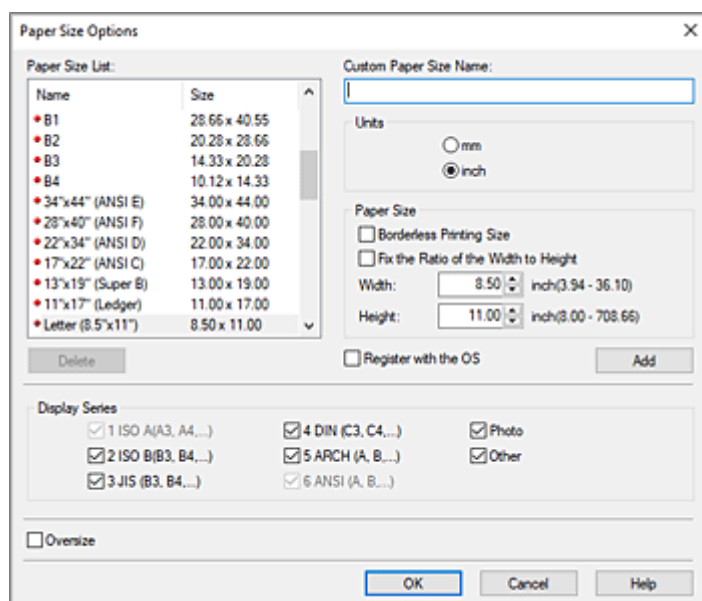 Paper Size Options
Paper Size List:
Name Size
B1 28.66 x 40.55
B2 20.28 x 28.66
B3 14.33 x 20.28
B4 10.12 x 14.33
34"x44" (ANSI E) 34.00 x 44.00
28"x40" (ANSI F) 28.00 x 40.00
22"x34" (ANSI D) 22.00 x 34.00
17"x22" (ANSI C) 17.00 x 22.00
13"x19" (Super B) 13.00 x 19.00
11"x17" (Ledger) 11.00 x 17.00
Letter (8.5"x11") 8.50 x 11.00
Delete
Custom Paper Size Name:
Units
mm
inch
Paper Size
Borderless Printing Size
Fix the Ratio of the Width to Height
Width: 8.50 inch(3.94 - 36.10)
Height: 11.00 inch(8.00 - 708.66)
Register with the OS Add
Display Series
1 ISO A(A3, A4,...) 4 DIN (C3, C4,...) Photo
2 ISO B(B3, B4,...) 5 ARCH (A, B,...) Other
3 JIS (B3, B4,...) 6 ANSI (A, B,...)
Oversize
OK Cancel Help